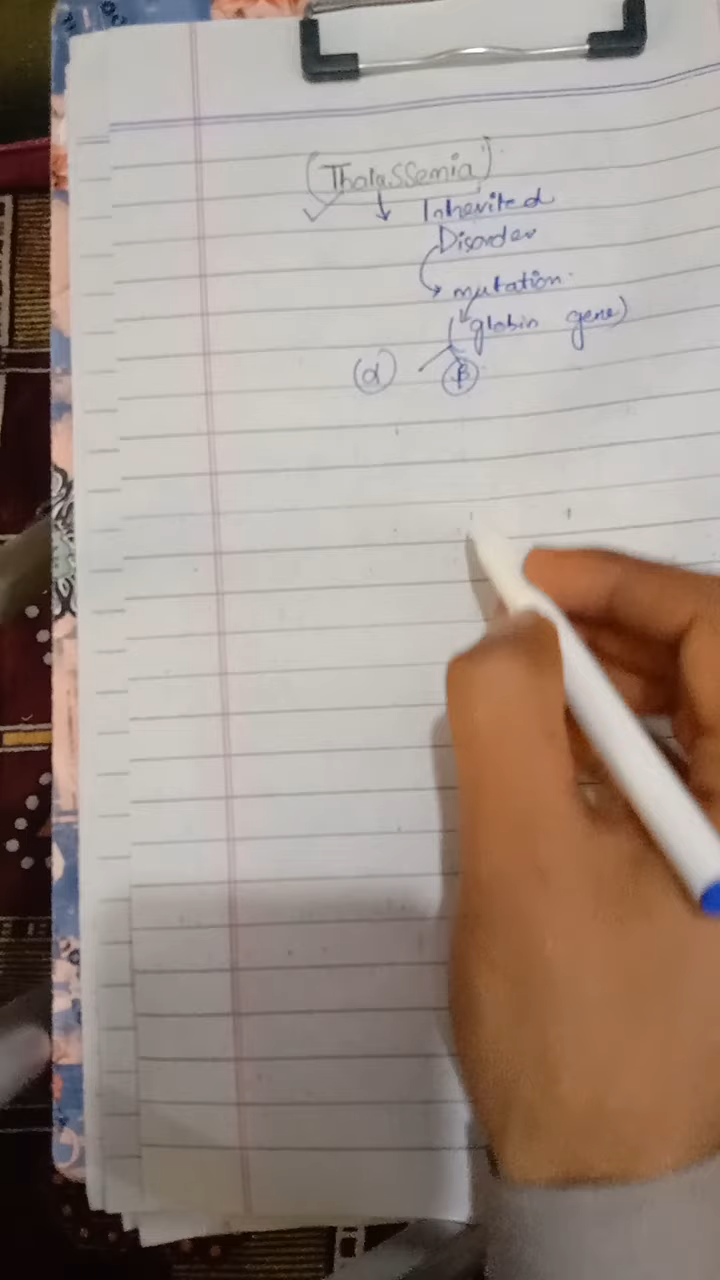 (Thalassemia)
Inherited
Disorder
mutation.
(globin gene)
(α) β